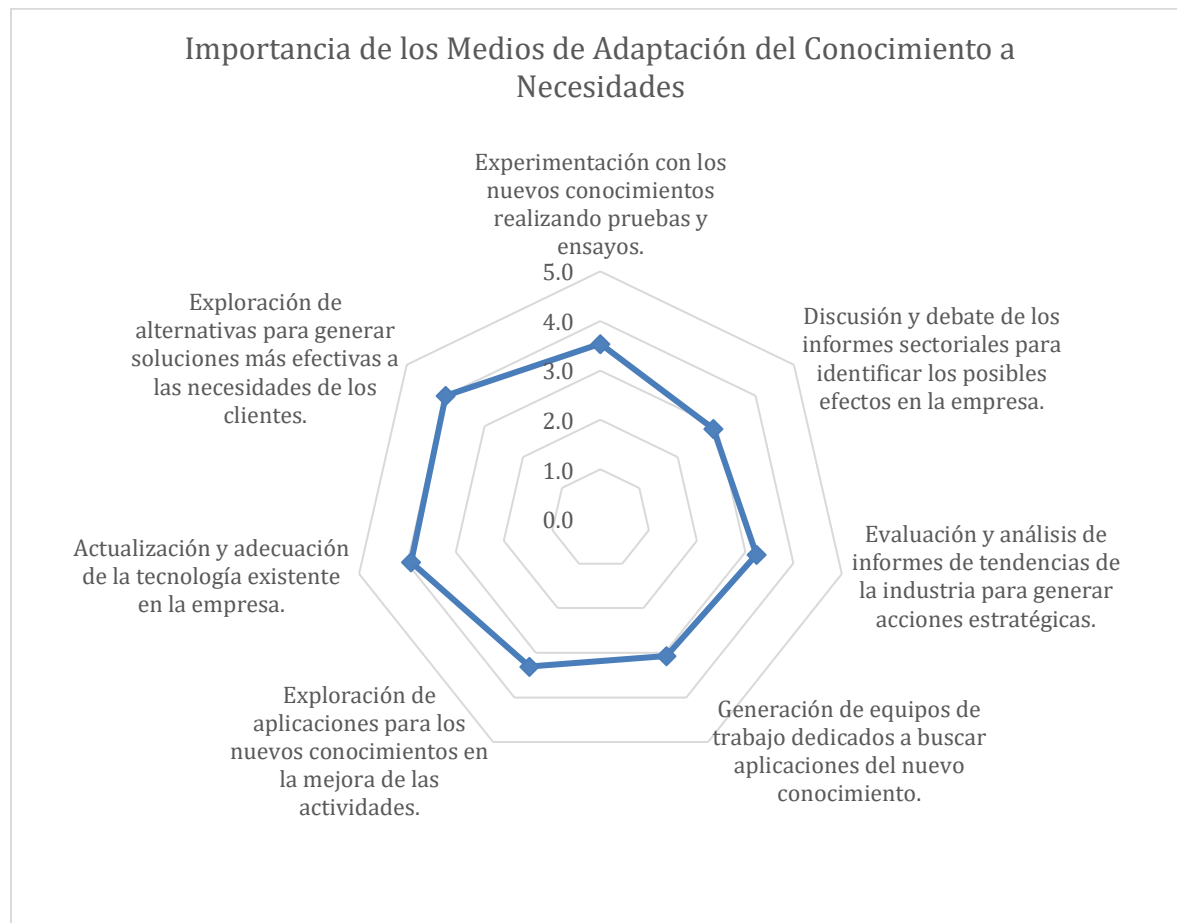 Importancia de los Medios de Adaptación del Conocimiento a
Necesidades
Experimentación con los
nuevos conocimientos
realizando pruebas y
ensayos.
Discusión y debate de los
informes sectoriales para
identificar los posibles
efectos en la empresa.
Evaluación y análisis de
informes de tendencias de
la industria para generar
acciones estratégicas.
Generación de equipos de
trabajo dedicados a buscar
aplicaciones del nuevo
conocimiento.
Exploración de
aplicaciones para los
nuevos conocimientos en
la mejora de las
actividades.
Actualización y adecuación
de la tecnología existente
en la empresa.
Exploración de
alternativas para generar
soluciones más efectivas a
las necesidades de los
clientes.
5.0
4.0
3.0
2.0
1.0
0.0